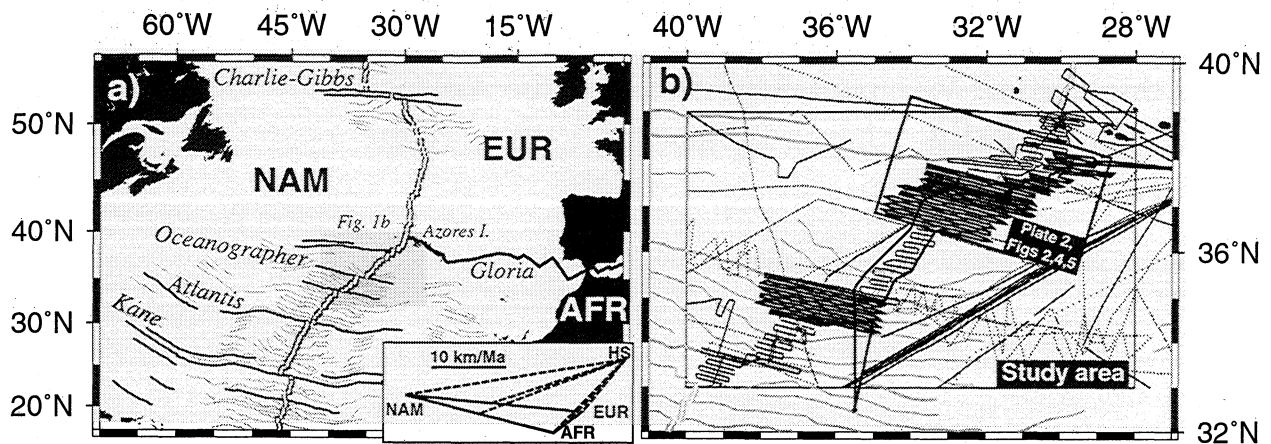 60°W 45°W 30°W 15°W
40°W 36°W 32°W 28°W
a)
Charlie-Gibbs
50°N
EUR
NAM
Fig. 1b
Azores I.
40°N
Oceanographer
Gloria
Atlantis
AFR
30°N
Kane
10 km/Ma
HS
NAM
EUR
AFR
20°N
b)
40°N
Plate 2,
Figs 2,4,5
36°N
Study area
32°N